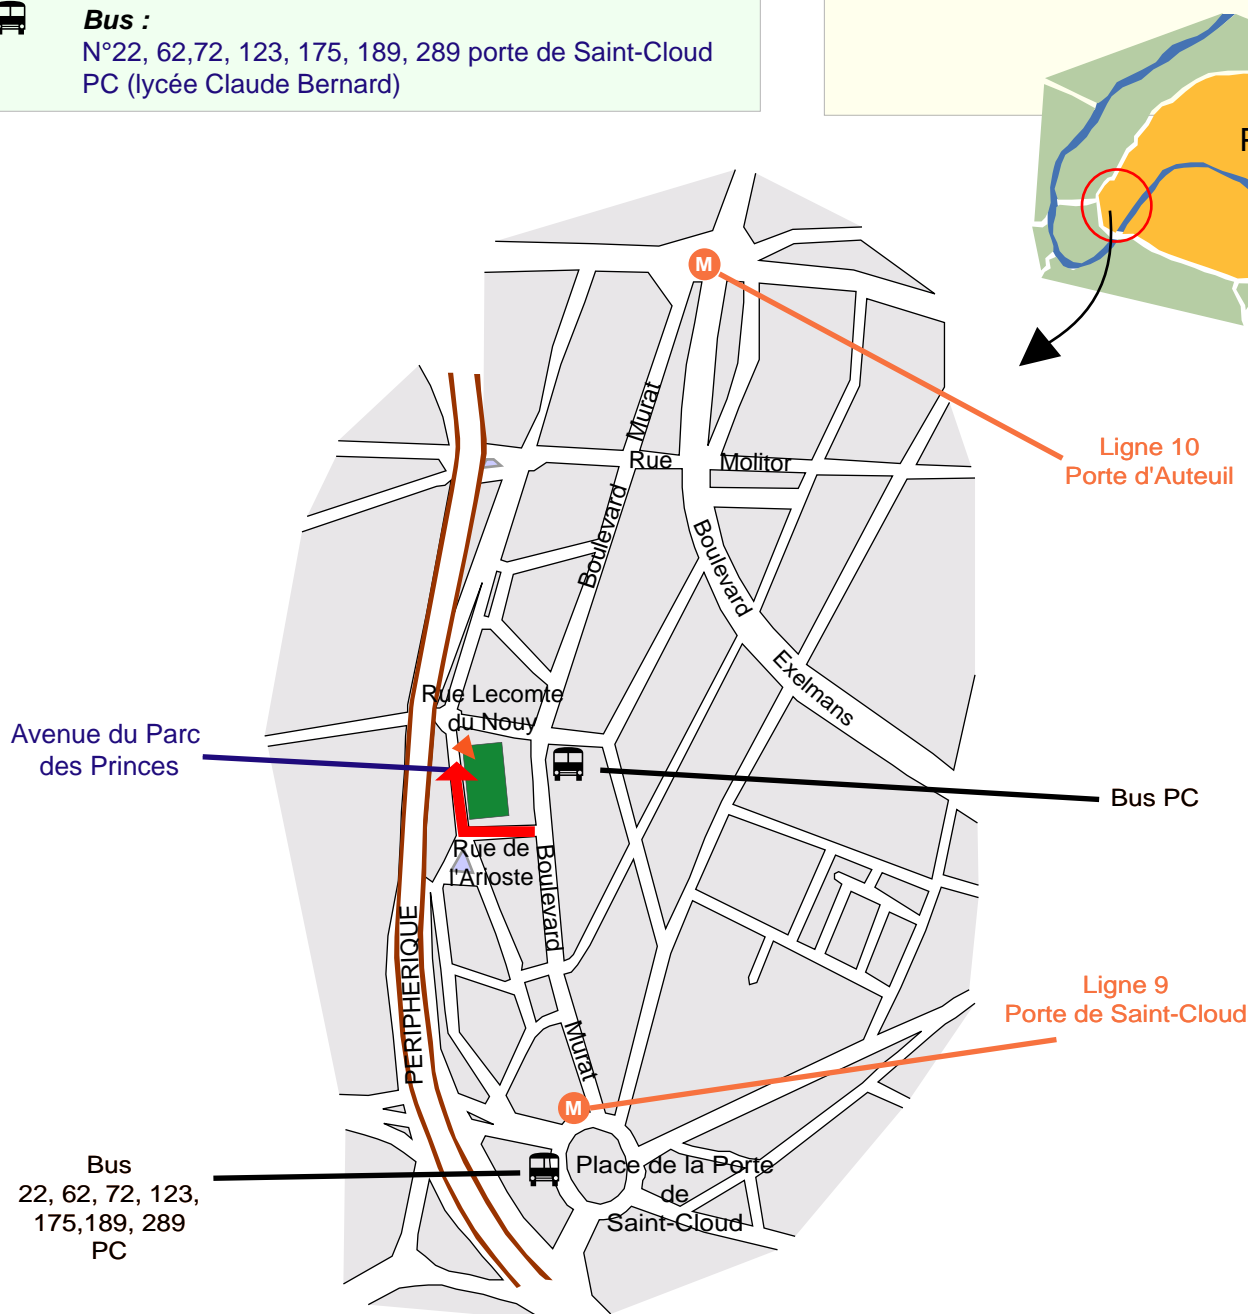 Bus :
N°22, 62,72, 123, 175, 189, 289 porte de Saint-Cloud
PC (lycée Claude Bernard)
M
Ligne 10
Porte d'Auteuil
Murat
Rue Molitor
Boulevard
Boulevard
Exelmans
Rue Lecomte
du Nouy
Avenue du Parc
des Princes
Bus PC
Rue de
l'Arioste
Boulevard
PERIPHERIQUE
Ligne 9
Porte de Saint-Cloud
Murat
M
Bus
22, 62, 72, 123,
175,189, 289
PC
Place de la Porte
de
Saint-Cloud